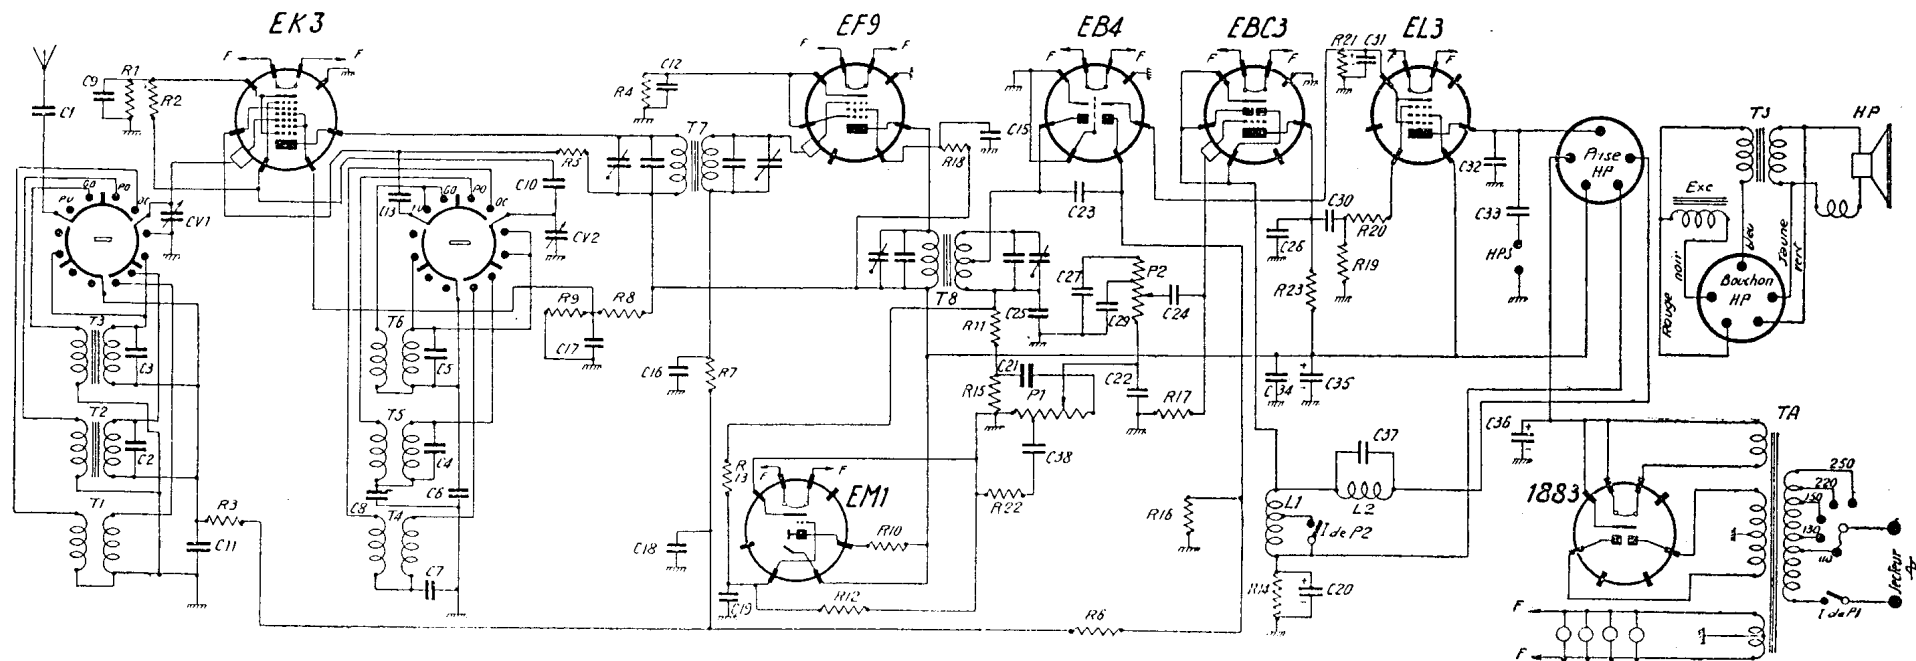 EK3
EF9
EB4
EBC3
EL3
F
F
F
F
F
F
F
F
F
F
C9
R1
R2
C1
CV1
PU
GO
PO
OC
R4
C12
T7
R5
C10
C13
PU
GO
PO
OC
CV2
R18
C15
C23
R21
C31
C30
R20
C26
R19
R23
C32
C33
HPS
Prise
HP
Exc
noir
Rouge
bleu
Jaune
vert
Bouchon
HP
HP
T3
C3
T2
C2
T1
R3
C11
T6
C5
T5
C4
C8
T4
C6
C7
R9
R8
C17
C16
R7
C18
T8
R11
C25
C27
C29
P2
C24
C21
R15
P1
C22
R17
C38
R22
R
13
F
F
EM1
R10
R12
C19
R6
R16
C34
C35
C37
L2
L1
I de P2
R14
C20
C36
1883
TA
250
220
150
130
110
Secteur
I de P1
F
F